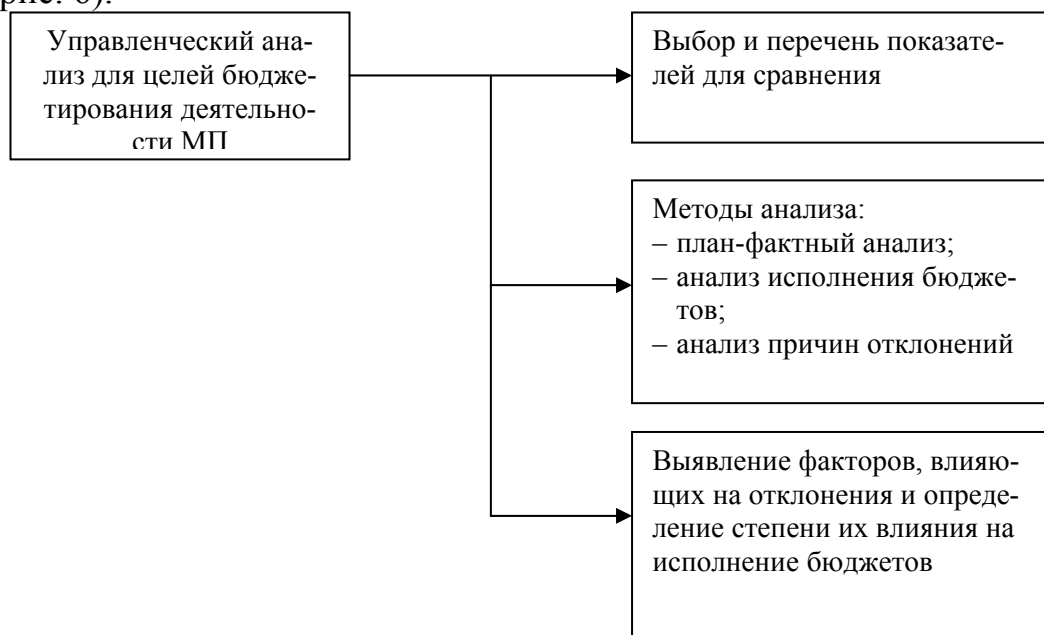 рис. 6).
Управленческий ана-
лиз для целей бюдже-
тирования деятельно-
сти МП
Выбор и перечень показате-
лей для сравнения
Методы анализа:
– план-фактный анализ;
– анализ исполнения бюдже-
тов;
– анализ причин отклонений
Выявление факторов, влияю-
щих на отклонения и опреде-
ление степени их влияния на
исполнение бюджетов